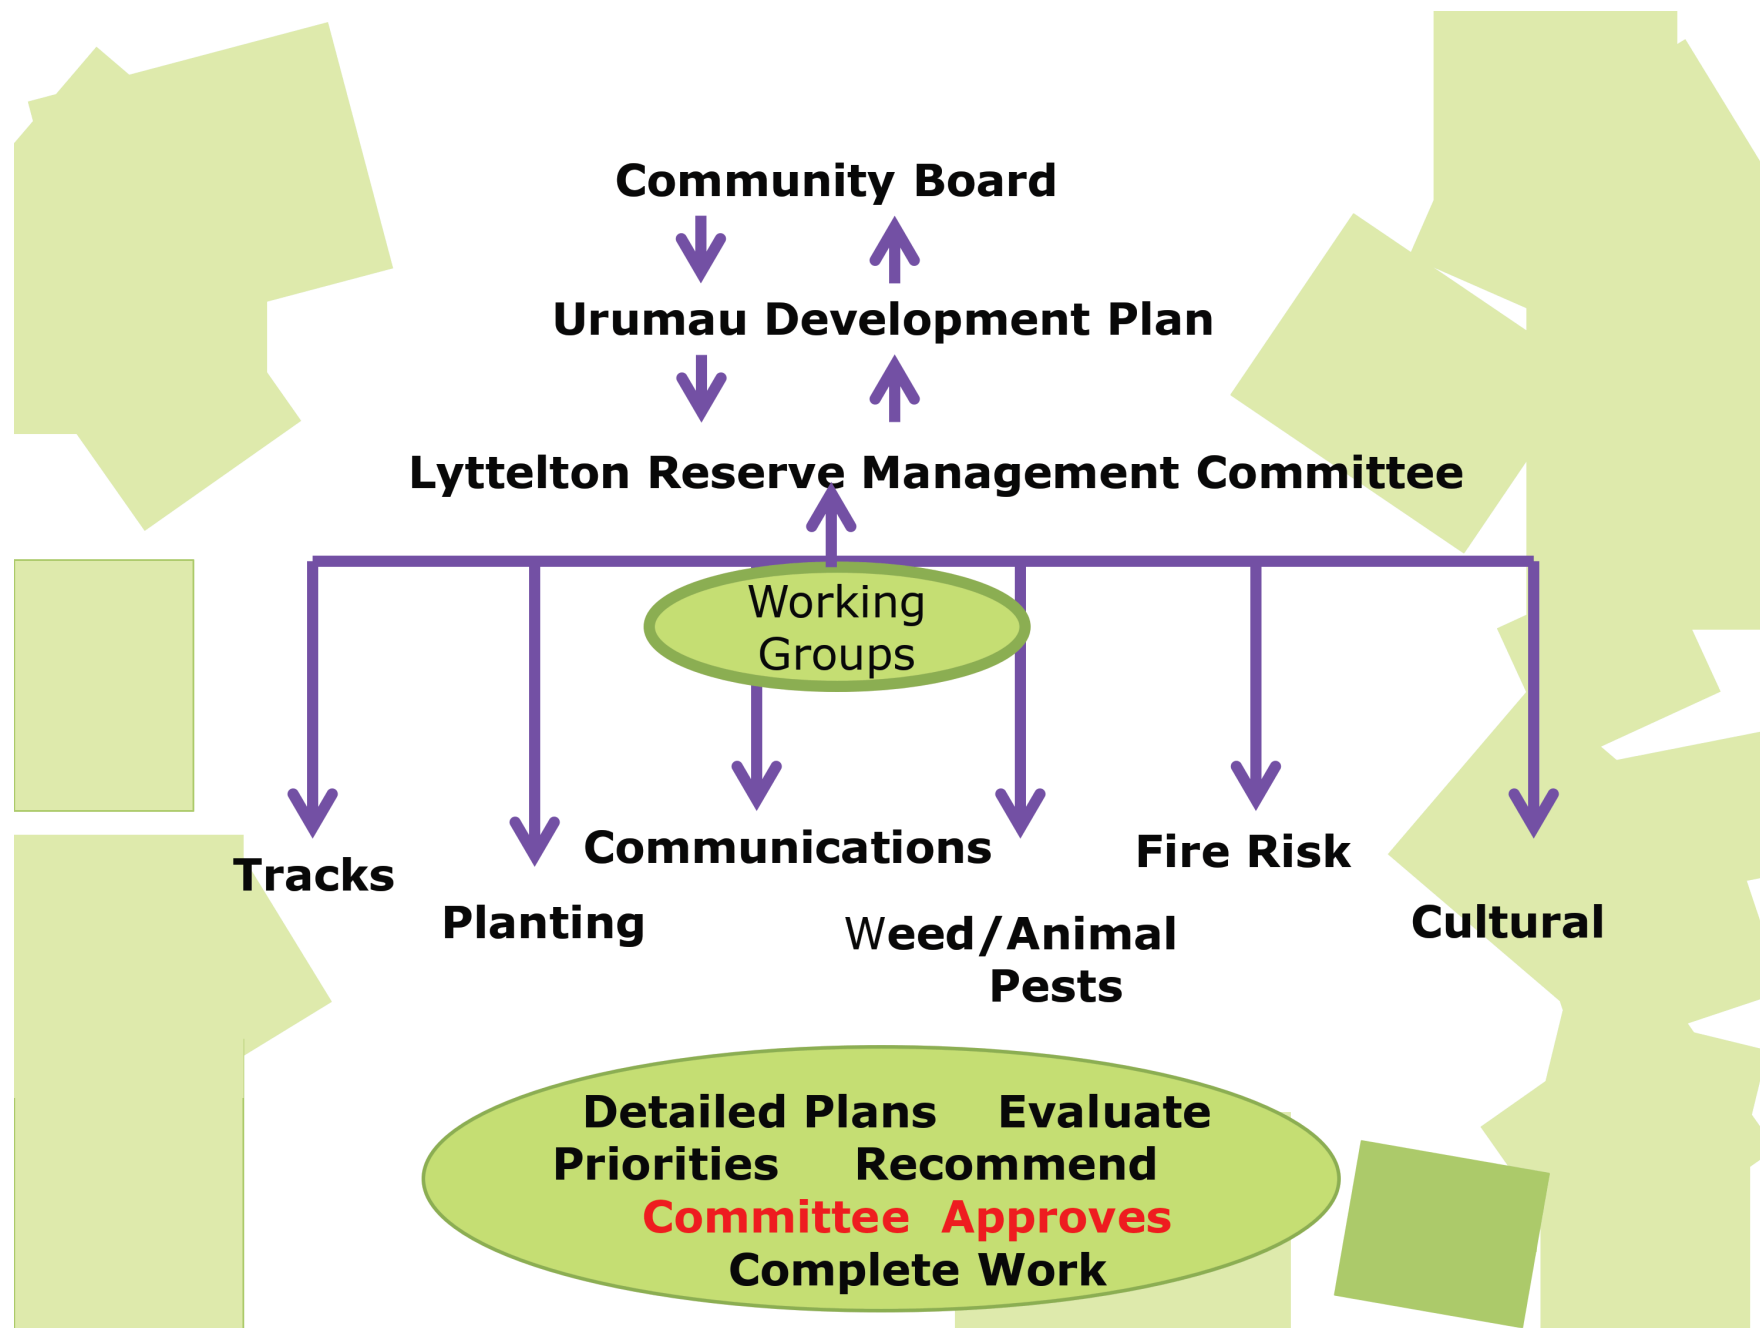 Community Board
Urumau Development Plan
Lyttelton Reserve Management Committee
Working
Groups
Tracks
Planting
Communications
Weed/Animal
Pests
Fire Risk
Cultural
Detailed Plans Evaluate
Priorities Recommend
Committee Approves
Complete Work